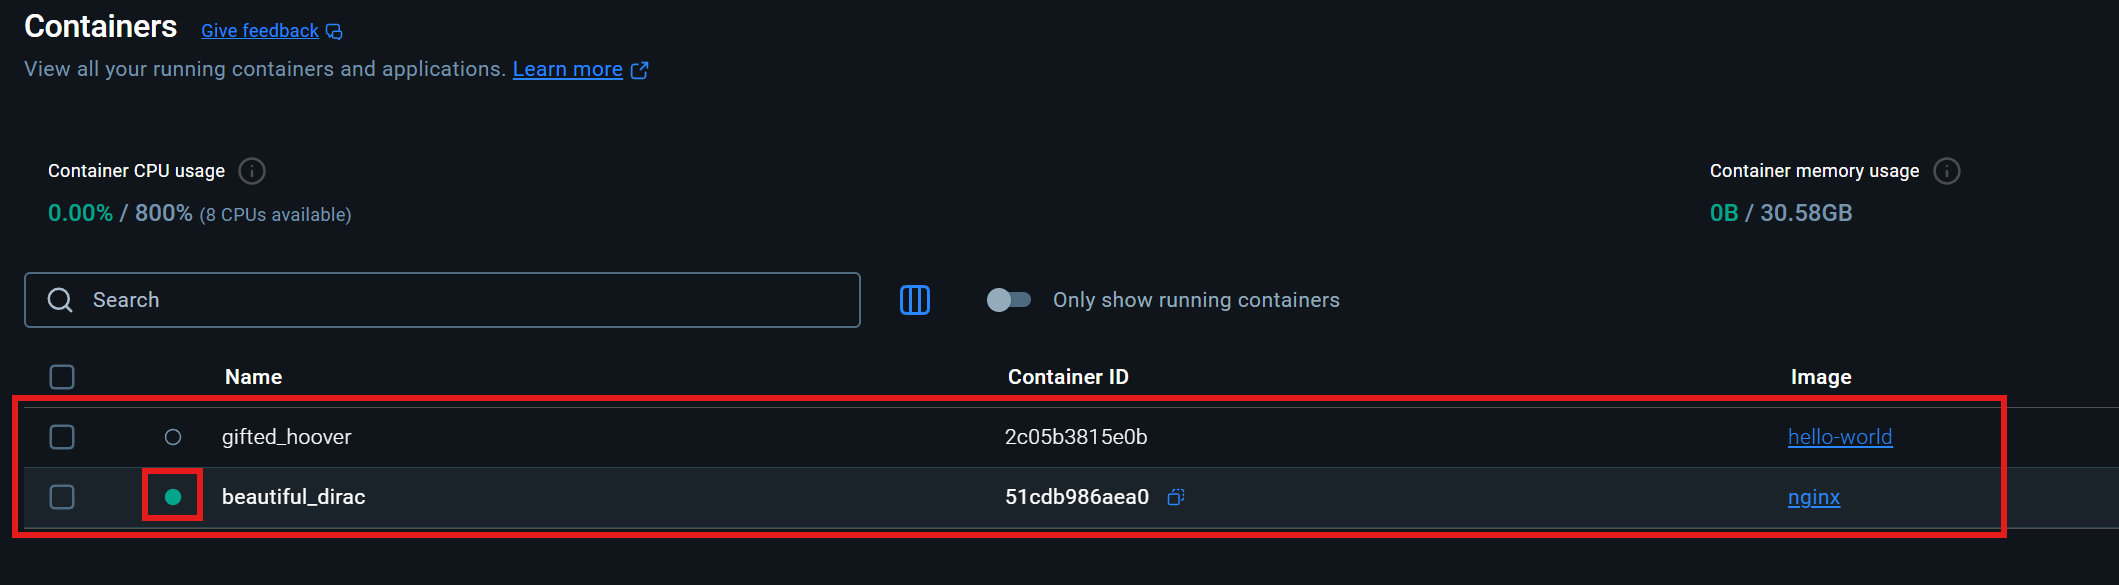 Containers Give feedback
View all your running containers and applications. Learn more
Container CPU usage Container memory usage
0.00% / 800% (8 CPUs available) 0B / 30.58GB
Search Only show running containers
Name Container ID Image
gifted_hoover 2c05b3815e0b hello-world
beautiful_dirac 51cdb986aea0 nginx